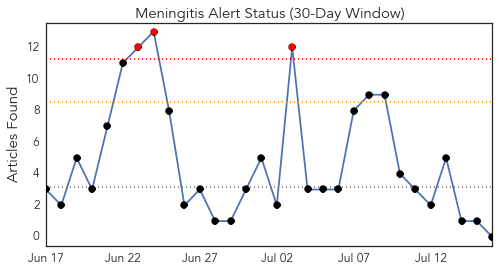 Meningitis Alert Status (30-Day Window)
Articles Found
12
10
8
6
4
2
0
Jun 17 Jun 22 Jun 27 Jul 02 Jul 07 Jul 12